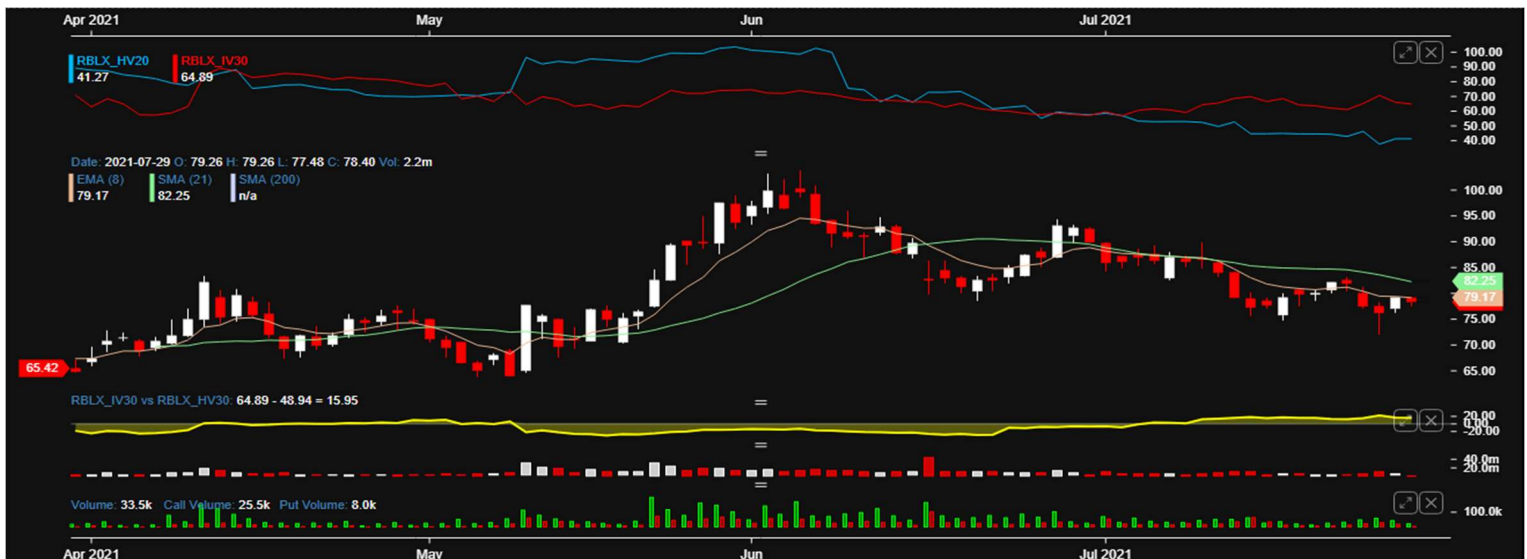 Apr 2021 May Jun Jul 2021
RBLX_HV20 RBLX_IV30
41.27 64.89
100.00
90.00
80.00
70.00
60.00
50.00
40.00
Date: 2021-07-29 O: 79.26 H: 79.26 L: 77.48 C: 78.40 Vol: 2.2m
EMA (8) SMA (21) SMA (200)
79.17 82.25 n/a
100.00
95.00
90.00
85.00
82.25
79.17
75.00
70.00
65.42
65.00
RBLX_IV30 vs RBLX_HV30: 64.89 - 48.94 = 15.95
20.00
0.00
-20.00
40.0m
20.0m
Volume: 33.5k Call Volume: 25.5k Put Volume: 8.0k
100.0k
Apr 2021 May Jun Jul 2021